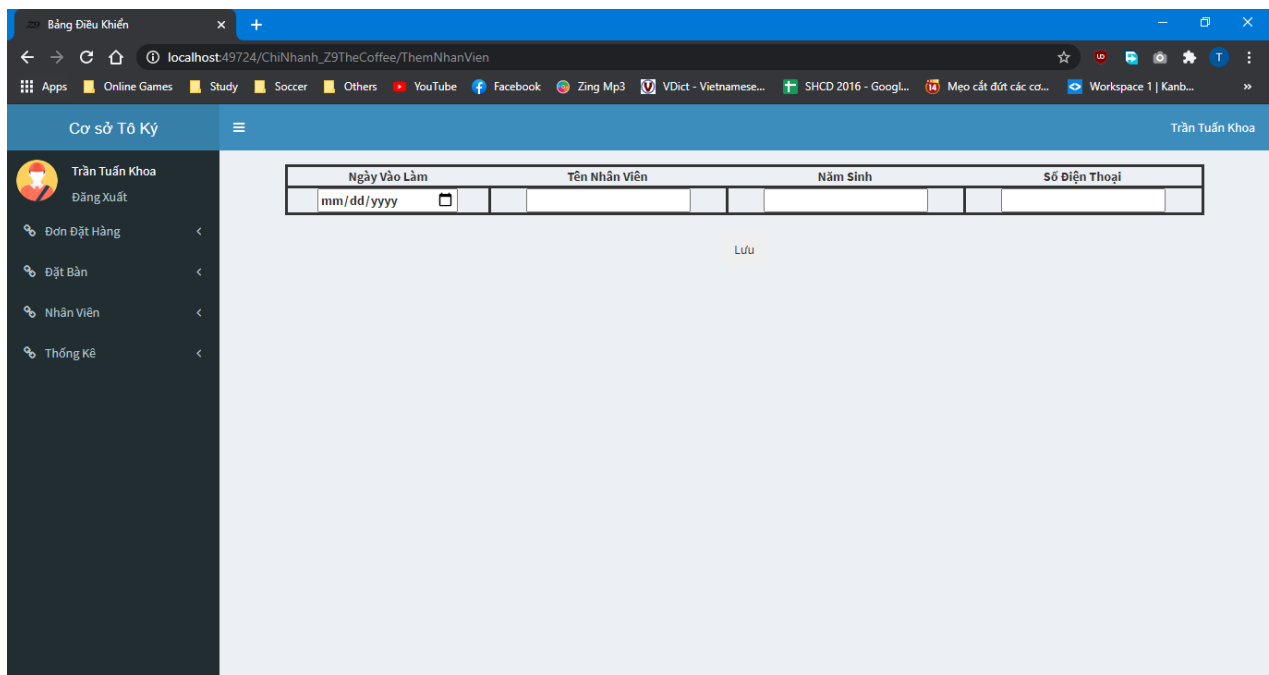 Z9 Bảng Điều Khiển
localhost:49724/ChiNhanh_Z9TheCoffee/ThemNhanVien
T
Apps Online Games Study Soccer Others YouTube Facebook Zing Mp3 VDict - Vietnamese... SHCD 2016 - Googl... 14 Mẹo cắt đứt các cơ... Workspace 1 | Kanb... »
Cơ sở Tô Ký
Trần Tuấn Khoa
Trần Tuấn Khoa
Đăng Xuất
Đơn Đặt Hàng
Đặt Bàn
Nhân Viên
Thống Kê
Ngày Vào Làm Tên Nhân Viên Năm Sinh Số Điện Thoại
mm/dd/yyyy
Lưu